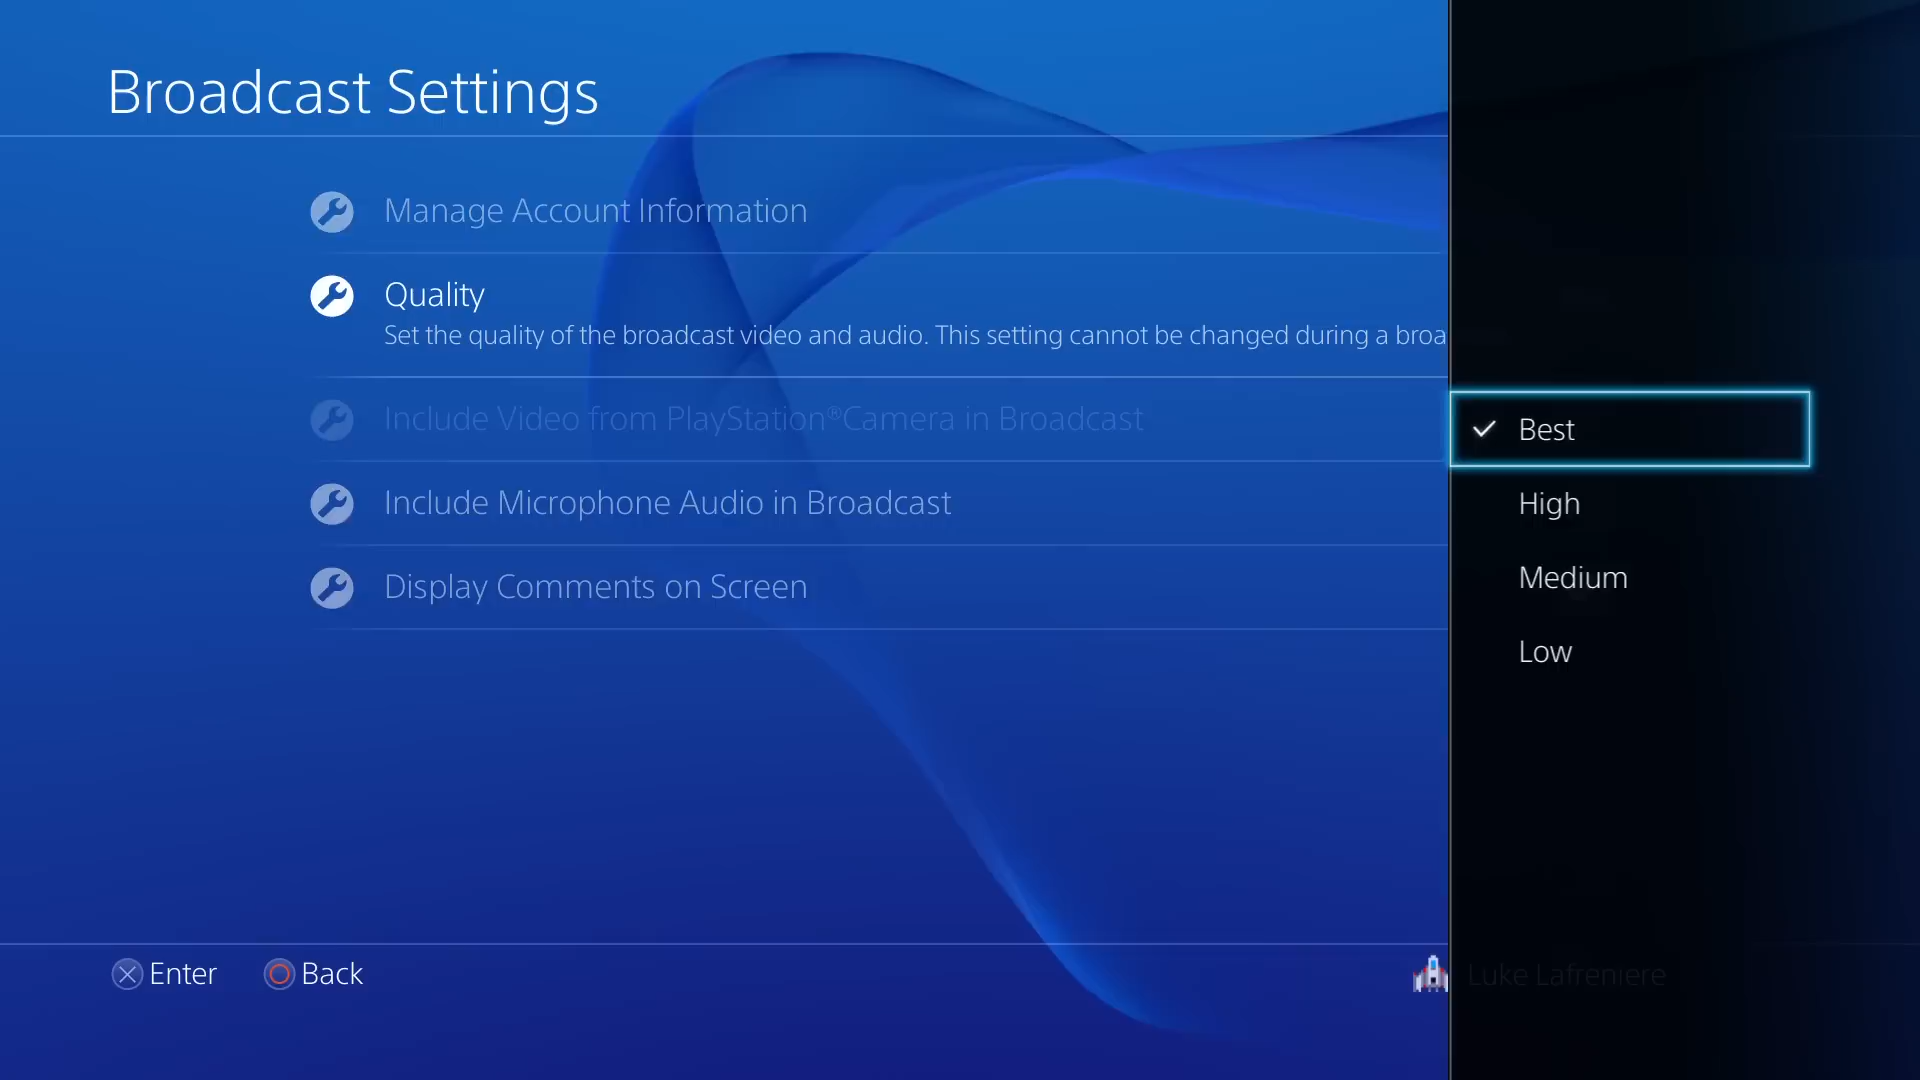 Broadcast Settings
Manage Account Information
Quality
Set the quality of the broadcast video and audio. This setting cannot be changed during a broa
Include Video from PlayStation®Camera in Broadcast
Include Microphone Audio in Broadcast
Display Comments on Screen
Best
High
Medium
Low
Enter
Back
Luke Lafreniere